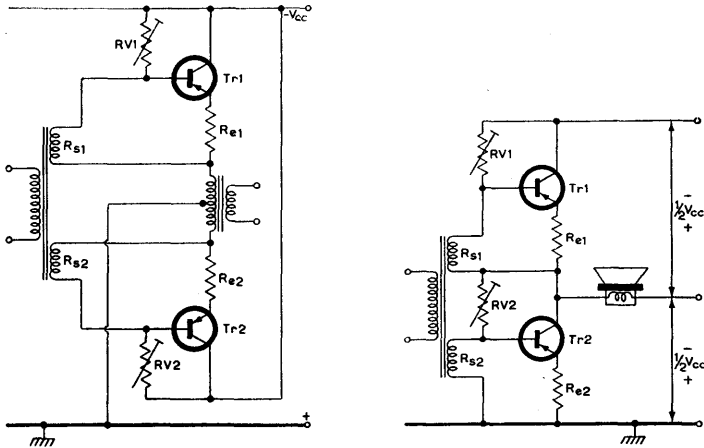 -Vcc
RV1
Tr1
Rs1
Re1
Rs2
Re2
Tr2
RV2
+
RV1
Tr1
Rs1
Re1
RV2
Rs2
Tr2
Re2
-
½Vcc
+
-
½Vcc
+